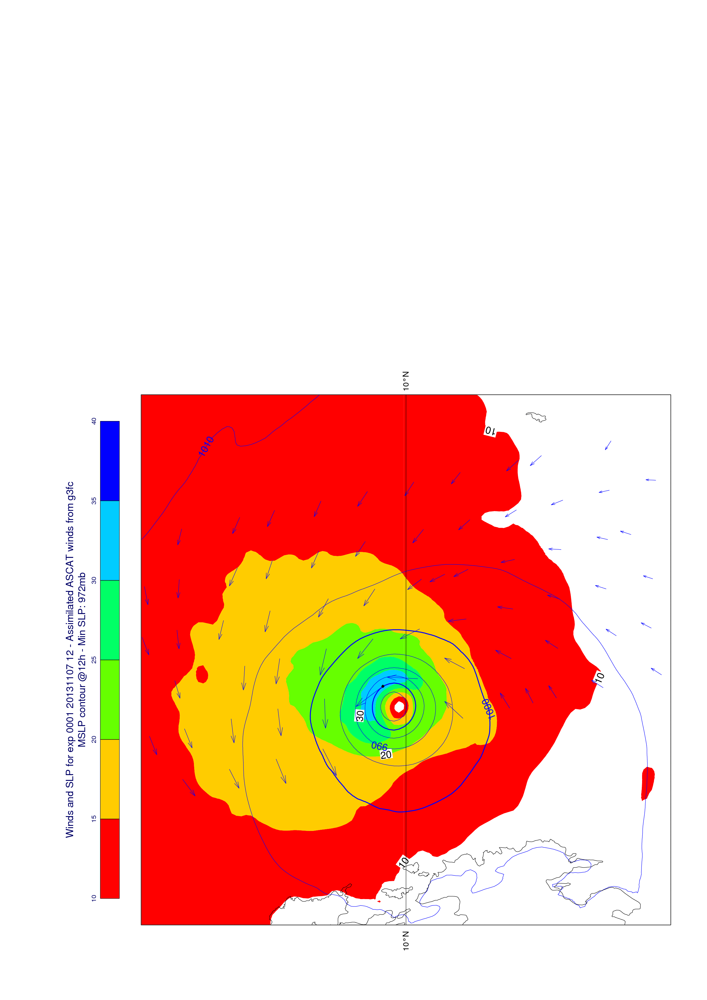 Winds and SLP for exp 0001 20131107 12 - Assimilated ASCAT winds from g3fc
MSLP contour @12h - Min SLP: 972mb
10 15 20 25 30 35 40
1010
10
10
10
1000
30
990
20
10°N
10°N